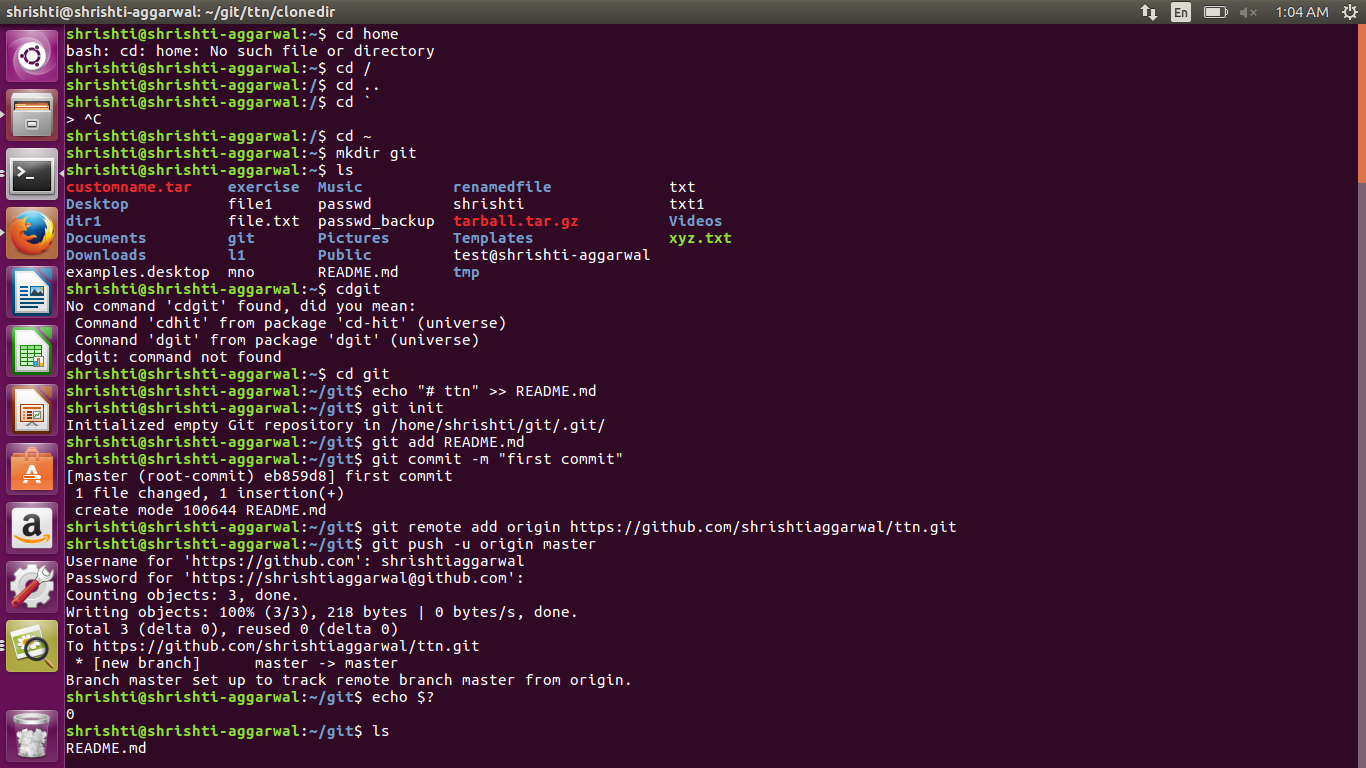 shrishti@shrishti-aggarwal: ~/git/ttn/clonedir En 1:04 AM
shrishti@shrishti-aggarwal:~$ cd home
bash: cd: home: No such file or directory
shrishti@shrishti-aggarwal:~$ cd /
shrishti@shrishti-aggarwal:/$ cd ..
shrishti@shrishti-aggarwal:/$ cd `
> ^C
shrishti@shrishti-aggarwal:/$ cd ~
shrishti@shrishti-aggarwal:~$ mkdir git
shrishti@shrishti-aggarwal:~$ ls
customname.tar exercise Music renamedfile txt
Desktop file1 passwd shrishti txt1
dir1 file.txt passwd_backup tarball.tar.gz Videos
Documents git Pictures Templates xyz.txt
Downloads l1 Public test@shrishti-aggarwal
examples.desktop mno README.md tmp
shrishti@shrishti-aggarwal:~$ cdgit
No command 'cdgit' found, did you mean:
Command 'cdhit' from package 'cd-hit' (universe)
Command 'dgit' from package 'dgit' (universe)
cdgit: command not found
shrishti@shrishti-aggarwal:~$ cd git
shrishti@shrishti-aggarwal:~/git$ echo "# ttn" >> README.md
shrishti@shrishti-aggarwal:~/git$ git init
Initialized empty Git repository in /home/shrishti/git/.git/
shrishti@shrishti-aggarwal:~/git$ git add README.md
shrishti@shrishti-aggarwal:~/git$ git commit -m "first commit"
[master (root-commit) eb859d8] first commit
1 file changed, 1 insertion(+)
create mode 100644 README.md
shrishti@shrishti-aggarwal:~/git$ git remote add origin https://github.com/shrishtiaggarwal/ttn.git
shrishti@shrishti-aggarwal:~/git$ git push -u origin master
Username for 'https://github.com': shrishtiaggarwal
Password for 'https://shrishtiaggarwal@github.com':
Counting objects: 3, done.
Writing objects: 100% (3/3), 218 bytes | 0 bytes/s, done.
Total 3 (delta 0), reused 0 (delta 0)
To https://github.com/shrishtiaggarwal/ttn.git
* [new branch] master -> master
Branch master set up to track remote branch master from origin.
shrishti@shrishti-aggarwal:~/git$ echo $?
0
shrishti@shrishti-aggarwal:~/git$ ls
README.md